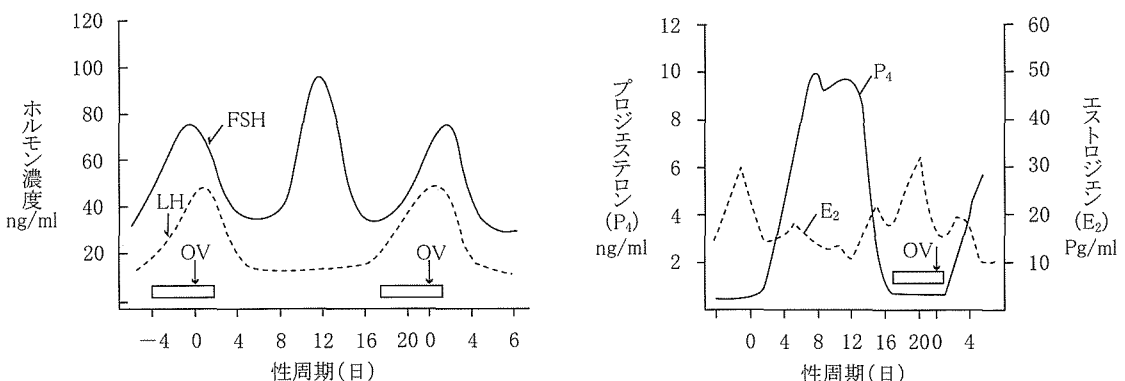 120
100
80
60
40
20
ホルモン濃度
ng/ml
FSH
LH
OV
OV
－4 0 4 8 12 16 20 0 4 6
性周期(日)
12
10
8
6
4
2
プロジェステロン(P₄)
ng/ml
P₄
E₂
OV
60
50
40
30
20
10
エストロジェン(E₂)
Pg/ml
0 4 8 12 16 20 0 4
性周期(日)